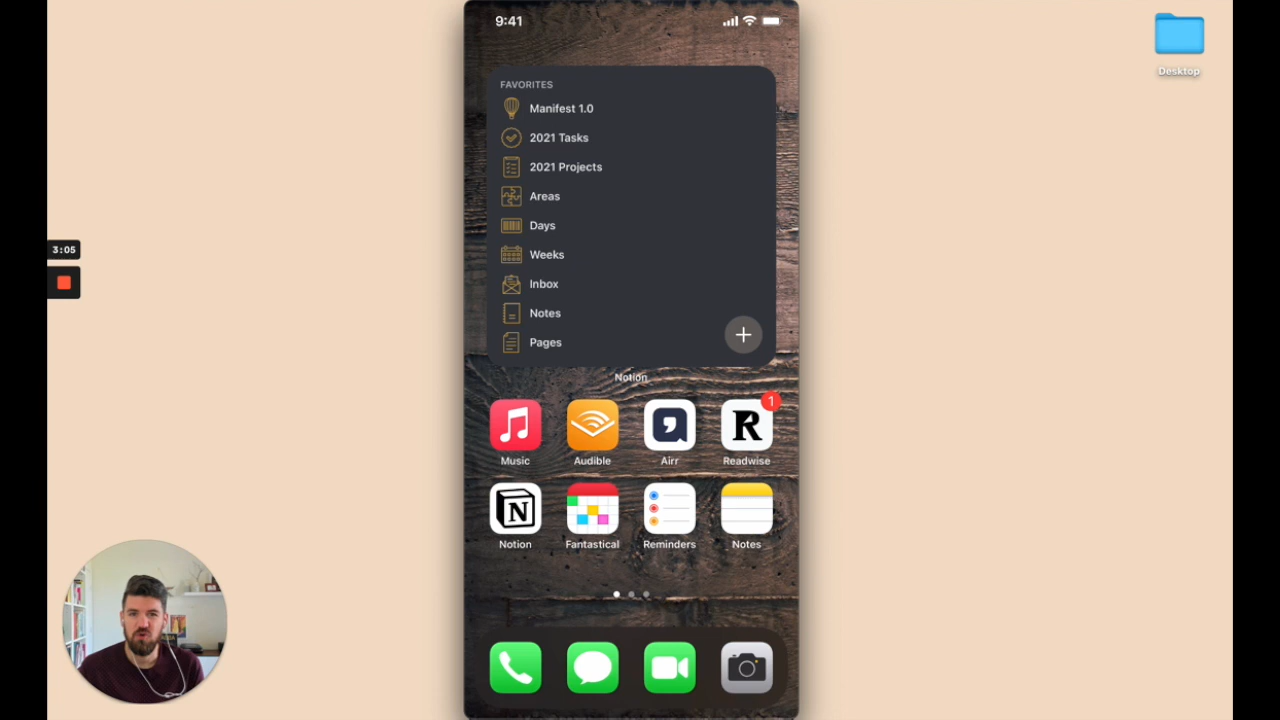 9:41
Desktop
FAVORITES
Manifest 1.0
2021 Tasks
2021 Projects
Areas
Days
Weeks
3:05
Inbox
Notes
Pages
Notion
1
R
Music
Audible
Airr
Readwise
N
Notion
Fantastical
Reminders
Notes